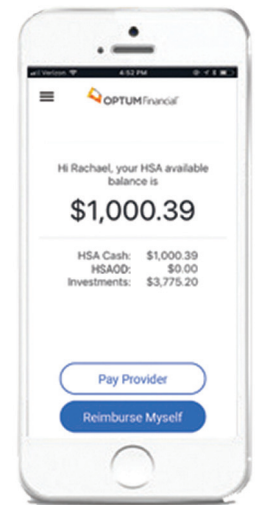 Verizon 4:52 PM
OPTUM Financial
Hi Rachael, your HSA available
balance is
$1,000.39
HSA Cash: $1,000.39
HSAOD: $0.00
Investments: $3,775.20
Pay Provider
Reimburse Myself